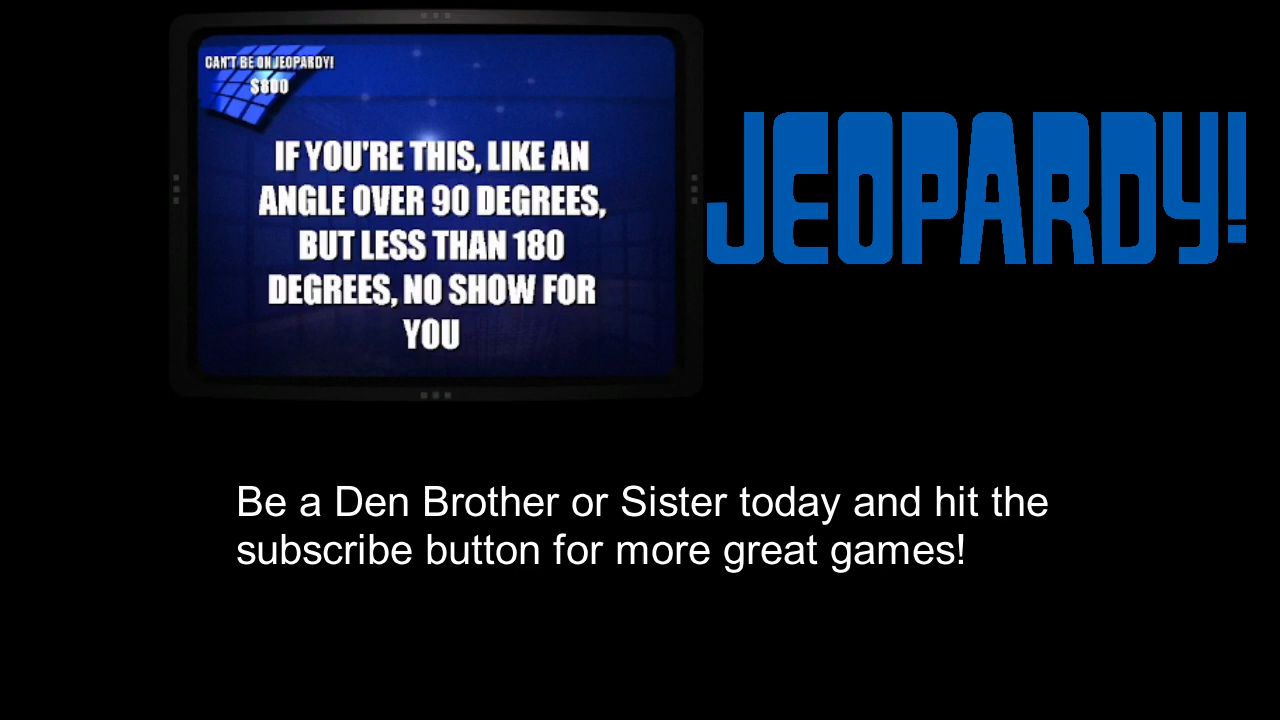 CAN'T BE ON JEOPARDY!
$800
IF YOU'RE THIS, LIKE AN
ANGLE OVER 90 DEGREES,
BUT LESS THAN 180
DEGREES, NO SHOW FOR
YOU
JEOPARDY!
Be a Den Brother or Sister today and hit the
subscribe button for more great games!